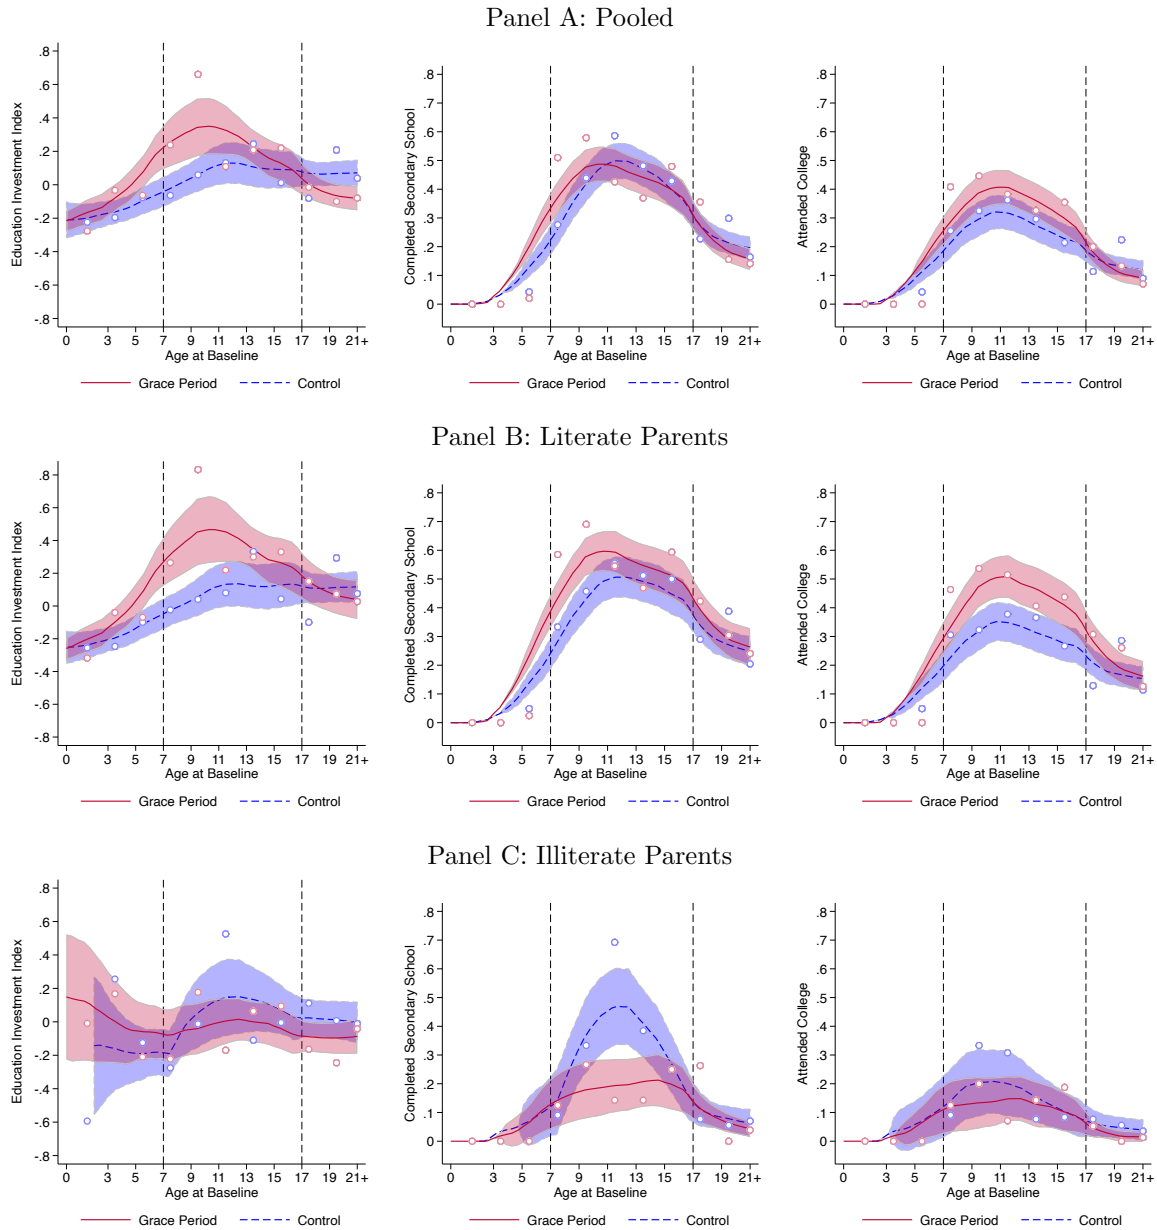 Panel A: Pooled
Education Investment Index
.8
.6
.4
.2
0
-.2
-.4
-.6
-.8
0 3 5 7 9 11 13 15 17 19 21+
Age at Baseline
Grace Period Control
Completed Secondary School
.8
.7
.6
.5
.4
.3
.2
.1
0
0 3 5 7 9 11 13 15 17 19 21+
Age at Baseline
Grace Period Control
Attended College
.8
.7
.6
.5
.4
.3
.2
.1
0
0 3 5 7 9 11 13 15 17 19 21+
Age at Baseline
Grace Period Control
Panel B: Literate Parents
Education Investment Index
.8
.6
.4
.2
0
-.2
-.4
-.6
-.8
0 3 5 7 9 11 13 15 17 19 21+
Age at Baseline
Grace Period Control
Completed Secondary School
.8
.7
.6
.5
.4
.3
.2
.1
0
0 3 5 7 9 11 13 15 17 19 21+
Age at Baseline
Grace Period Control
Attended College
.8
.7
.6
.5
.4
.3
.2
.1
0
0 3 5 7 9 11 13 15 17 19 21+
Age at Baseline
Grace Period Control
Panel C: Illiterate Parents
Education Investment Index
.8
.6
.4
.2
0
-.2
-.4
-.6
-.8
0 3 5 7 9 11 13 15 17 19 21+
Age at Baseline
Grace Period Control
Completed Secondary School
.8
.7
.6
.5
.4
.3
.2
.1
0
0 3 5 7 9 11 13 15 17 19 21+
Age at Baseline
Grace Period Control
Attended College
.8
.7
.6
.5
.4
.3
.2
.1
0
0 3 5 7 9 11 13 15 17 19 21+
Age at Baseline
Grace Period Control